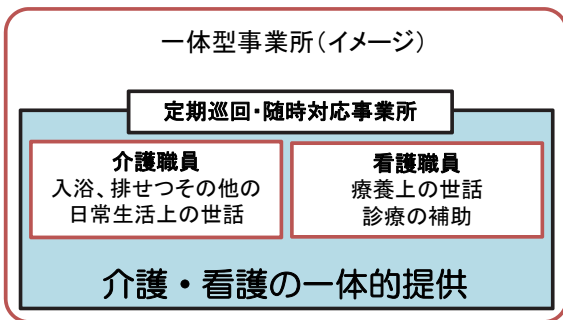 一体型事業所(イメージ)
定期巡回・随時対応事業所
介護職員
入浴、排せつその他の
日常生活上の世話
看護職員
療養上の世話
診療の補助
介護・看護の一体的提供